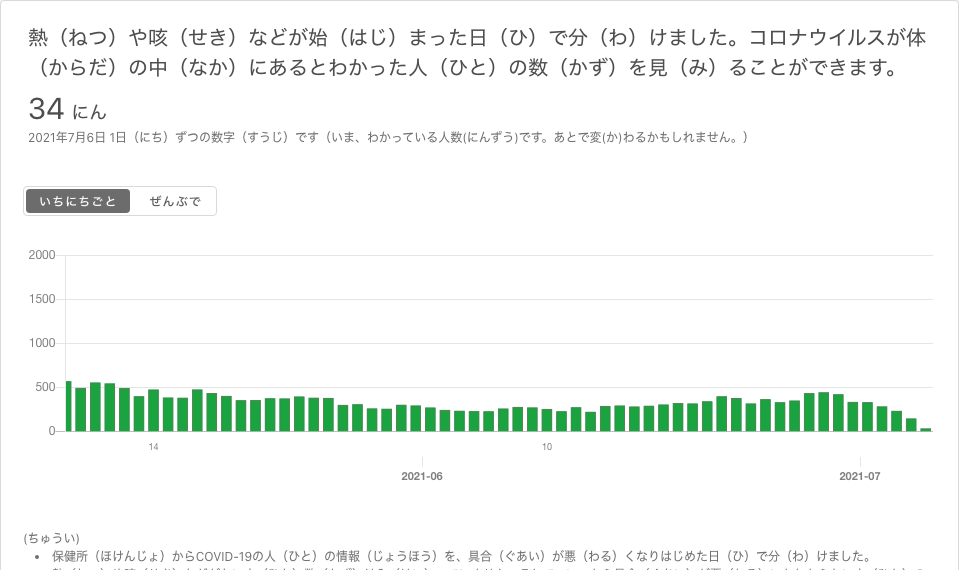 熱（ねつ）や咳（せき）などが始（はじ）まった日（ひ）で分（わ）けました。コロナウイルスが体
（からだ）の中（なか）にあるとわかった人（ひと）の数（かず）を見（み）ることができます。
34 にん
2021年7月6日 1日（にち）ずつの数字（すうじ）です（いま、わかっている人数(にんずう)です。あとで変(か)わるかもしれません。）
いちにちごと ぜんぶで
2000
1500
1000
500
0
14 10
2021-06 2021-07
(ちゅうい)
• 保健所（ほけんじょ）からCOVID-19の人（ひと）の情報（じょうほう）を、具合（ぐあい）が悪（わる）くなりはじめた日（ひ）で分（わ）けました。